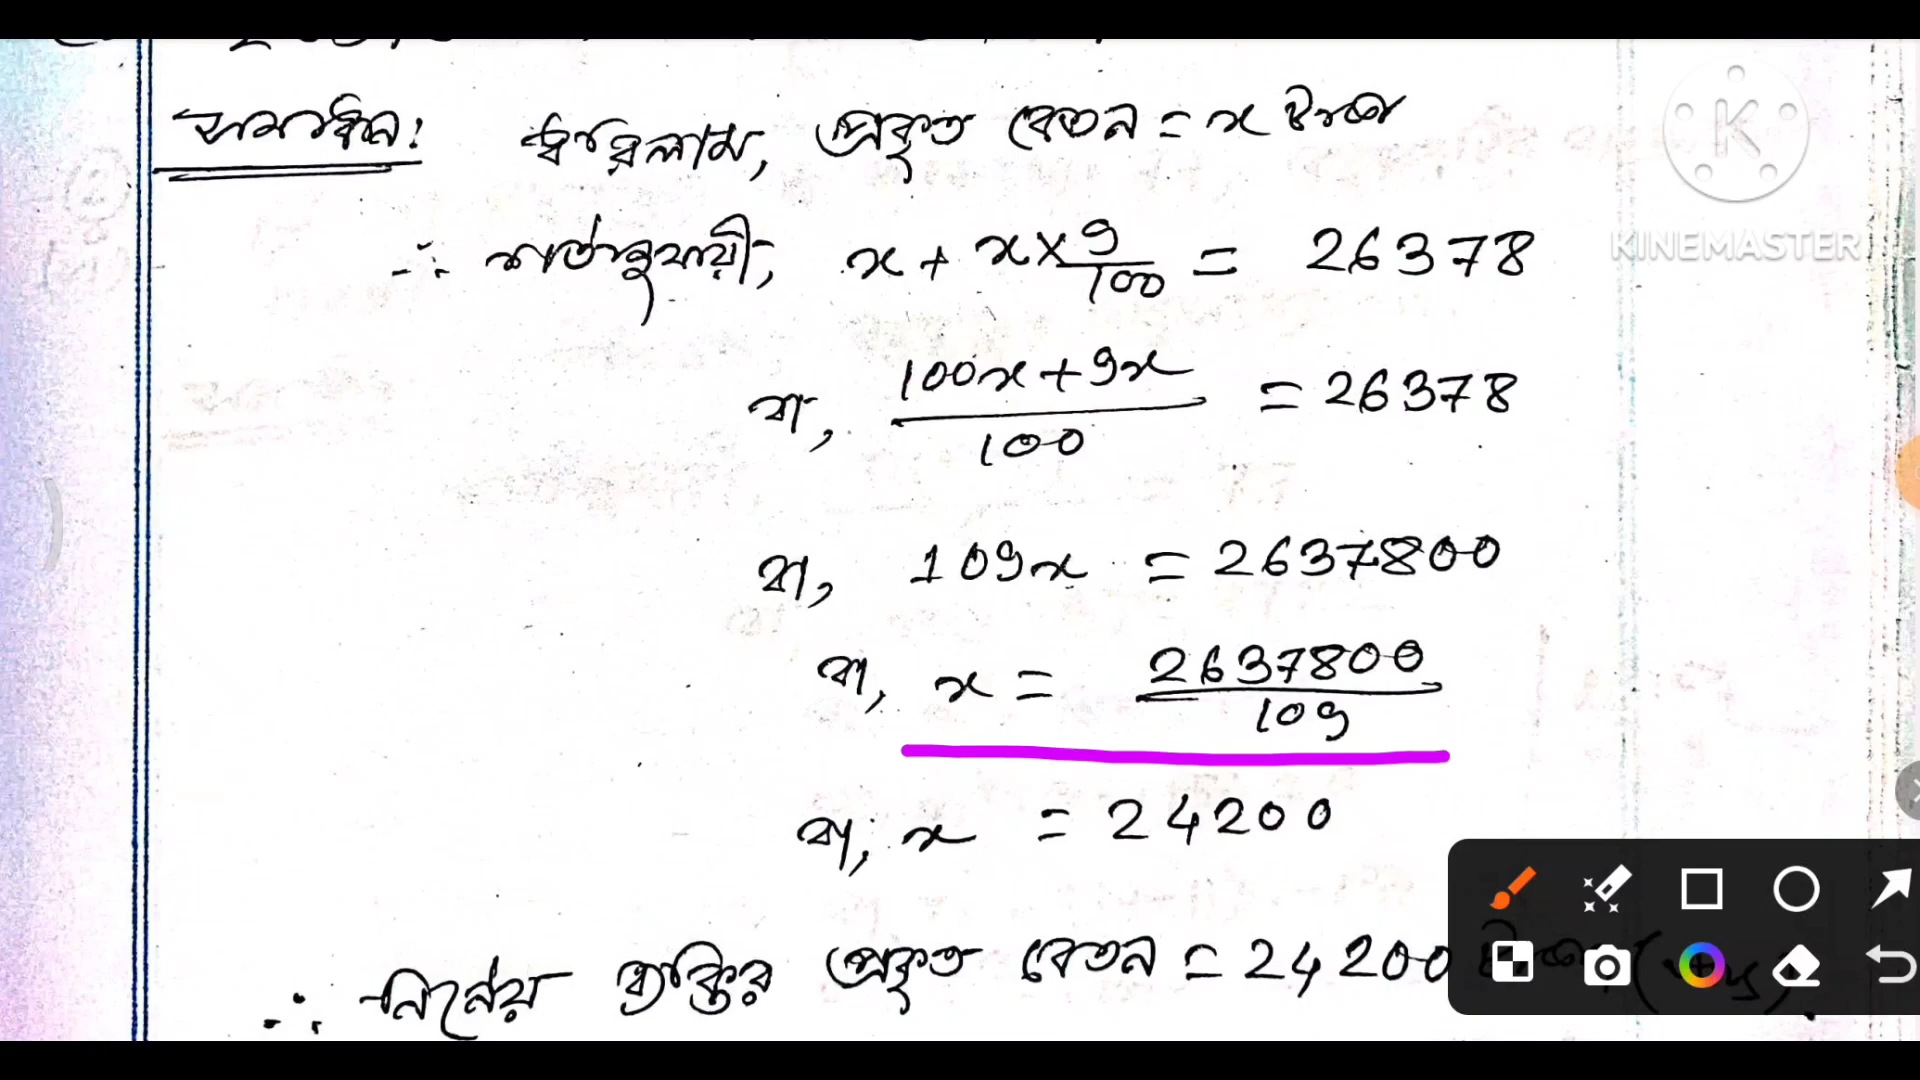 সমাধান: ধরিলাম, প্রকৃত বেতন = x টাকা
∴ শর্তানুযায়ী, x + x × 9/100 = 26378
বা, 100x + 9x / 100 = 26378
বা, 109x = 2637800
বা, x = 2637800 / 109
বা, x = 24200
∴ নির্ণেয় ব্যক্তির প্রকৃত বেতন = 24200
K
KINEMASTER